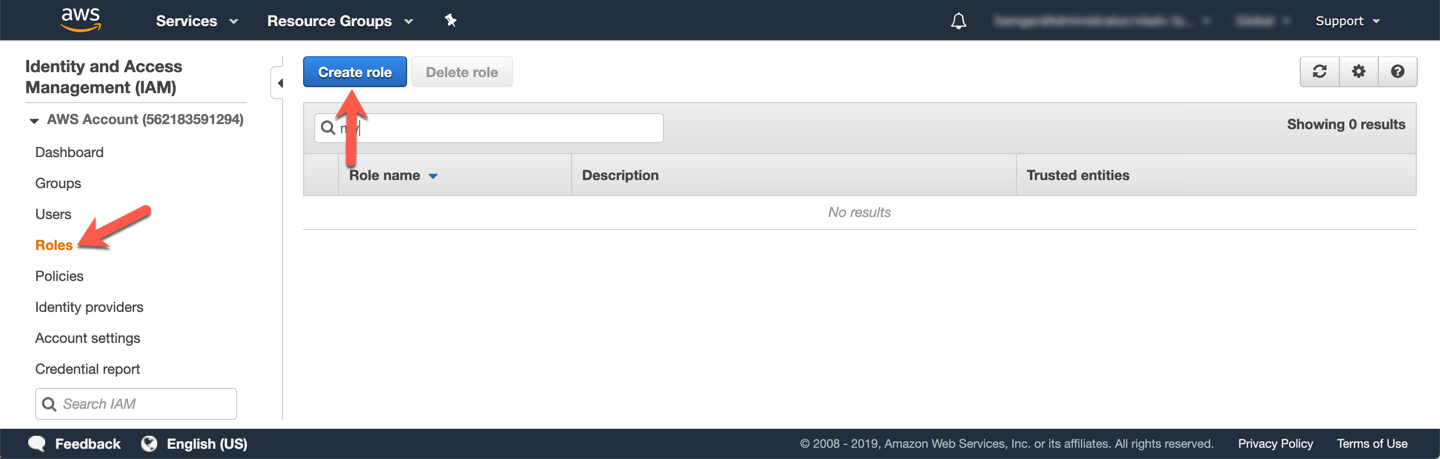 aws Services Resource Groups Support
Identity and Access
Management (IAM)
AWS Account (562183591294)
Dashboard
Groups
Users
Roles
Policies
Identity providers
Account settings
Credential report
Search IAM
Create role Delete role
Showing 0 results
Role name Description Trusted entities
No results
Feedback English (US) © 2008 - 2019, Amazon Web Services, Inc. or its affiliates. All rights reserved. Privacy Policy Terms of Use